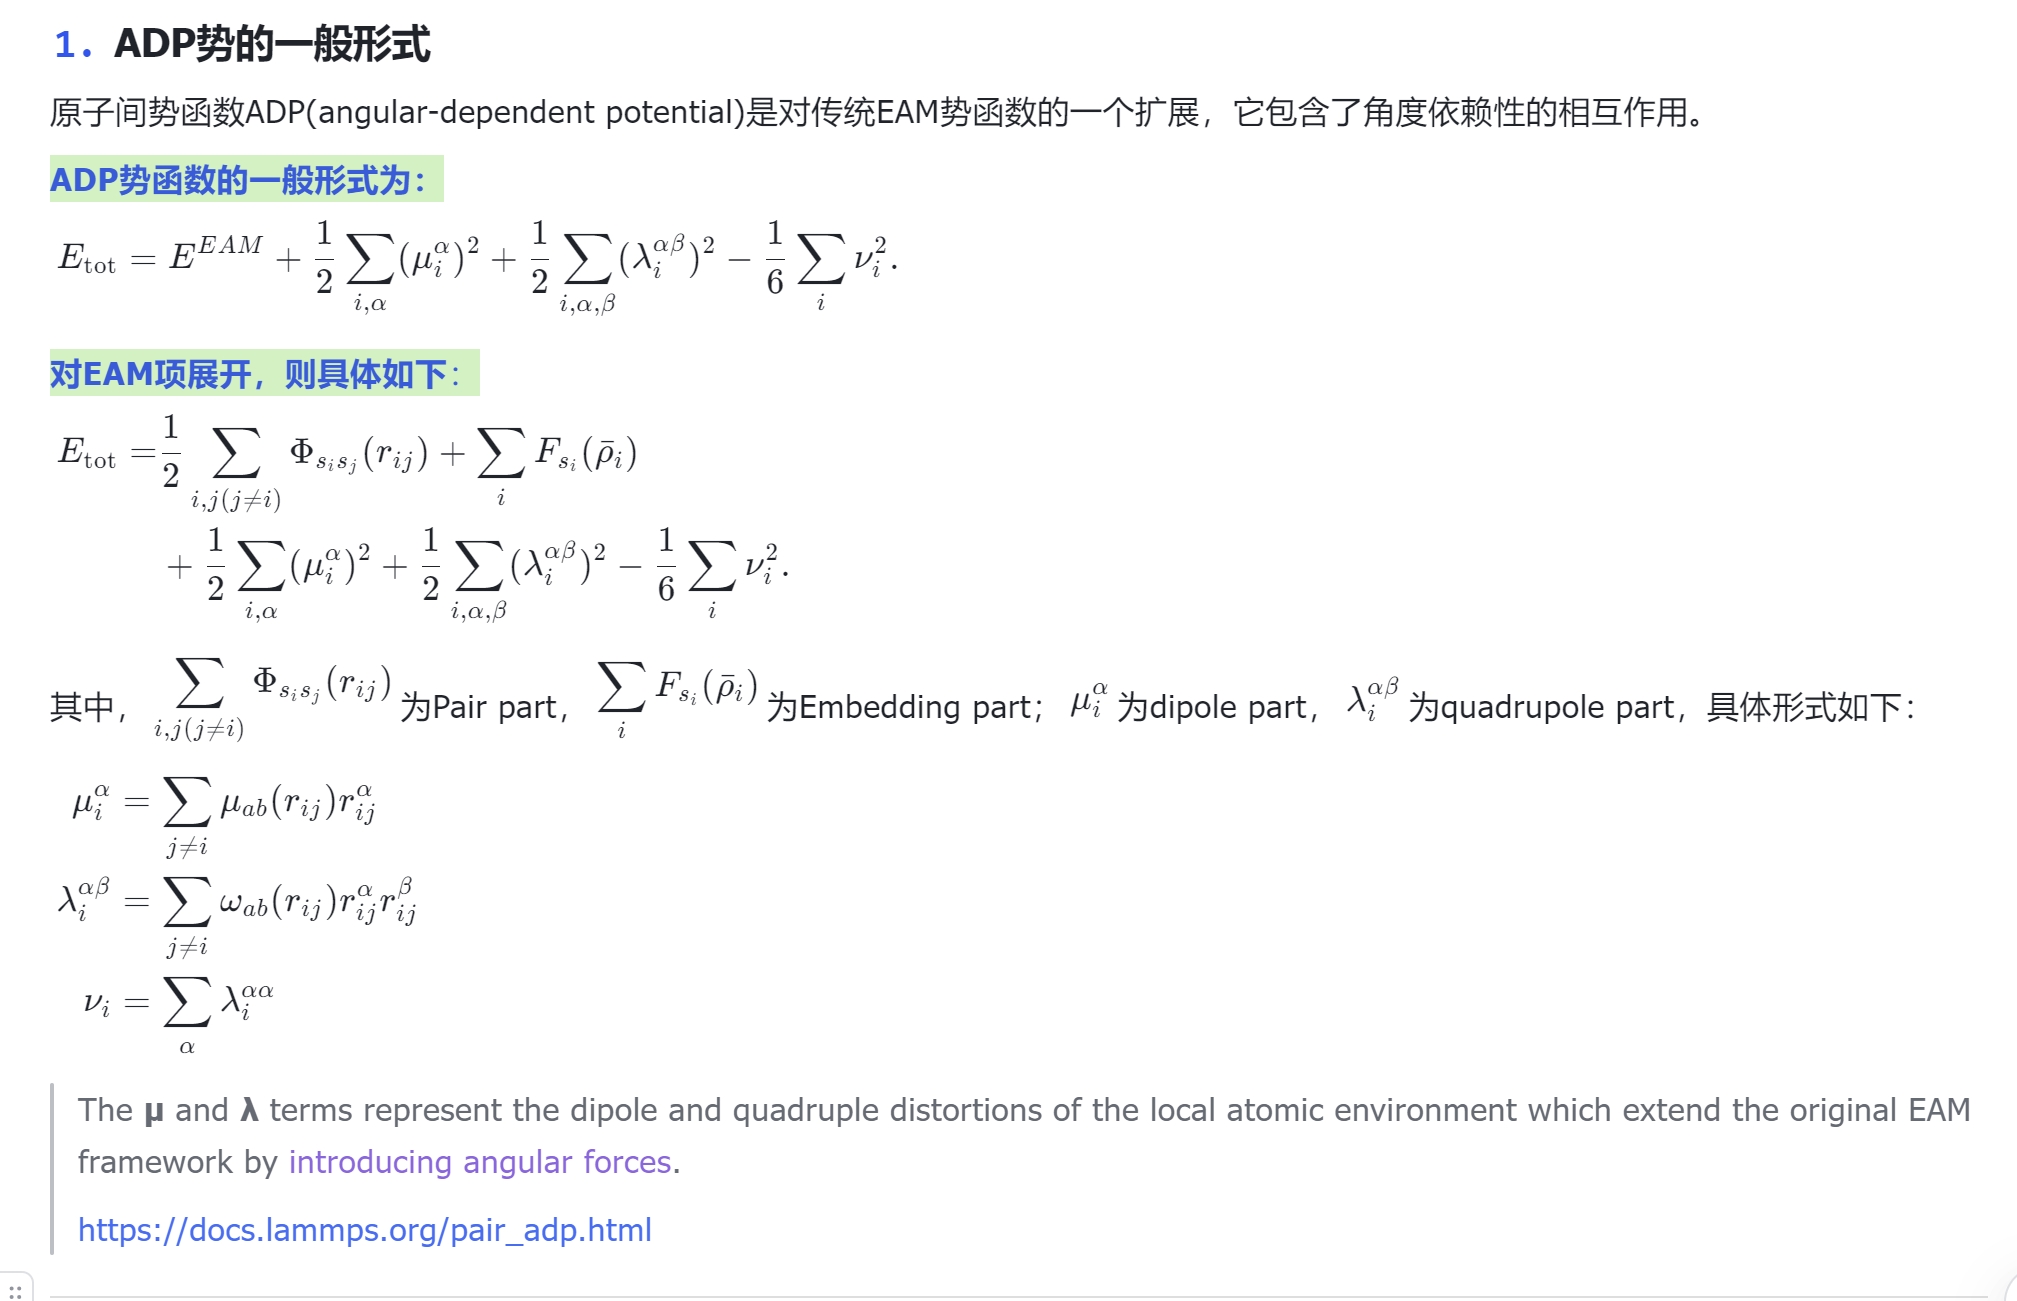 1. ADP势的一般形式
原子间势函数ADP(angular-dependent potential)是对传统EAM势函数的一个扩展，它包含了角度依赖性的相互作用。
ADP势函数的一般形式为：
$E_{\text{tot}} = E^{EAM} + \frac{1}{2}\sum_{i,\alpha}(\mu_i^{\alpha})^2 + \frac{1}{2}\sum_{i,\alpha,\beta}(\lambda_i^{\alpha\beta})^2 - \frac{1}{6}\sum_i \nu_i^2.$
对EAM项展开，则具体如下：
$E_{\text{tot}} = \frac{1}{2}\sum_{i,j(j\neq i)}\Phi_{s_i s_j}(r_{ij}) + \sum_i F_{s_i}(\bar{\rho}_i)$
$+ \frac{1}{2}\sum_{i,\alpha}(\mu_i^{\alpha})^2 + \frac{1}{2}\sum_{i,\alpha,\beta}(\lambda_i^{\alpha\beta})^2 - \frac{1}{6}\sum_i \nu_i^2.$
其中，$\sum_{i,j(j\neq i)}\Phi_{s_i s_j}(r_{ij})$为Pair part，$\sum_i F_{s_i}(\bar{\rho}_i)$为Embedding part；$\mu_i^{\alpha}$为dipole part，$\lambda_i^{\alpha\beta}$为quadrupole part，具体形式如下：
$\mu_i^{\alpha} = \sum_{j\neq i}\mu_{ab}(r_{ij})r_{ij}^{\alpha}$
$\lambda_i^{\alpha\beta} = \sum_{j\neq i}\omega_{ab}(r_{ij})r_{ij}^{\alpha}r_{ij}^{\beta}$
$\nu_i = \sum_{\alpha}\lambda_i^{\alpha\alpha}$
The μ and λ terms represent the dipole and quadruple distortions of the local atomic environment which extend the original EAM
framework by introducing angular forces.
https://docs.lammps.org/pair_adp.html